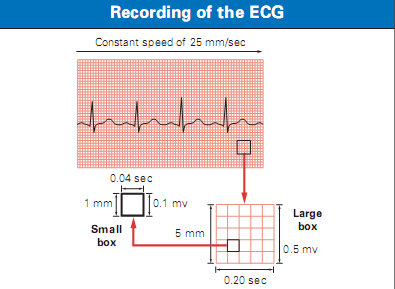 Recording of the ECG
Constant speed of 25 mm/sec
0.04 sec
1 mm
0.1 mv
Small
box
5 mm
Large
box
0.5 mv
0.20 sec